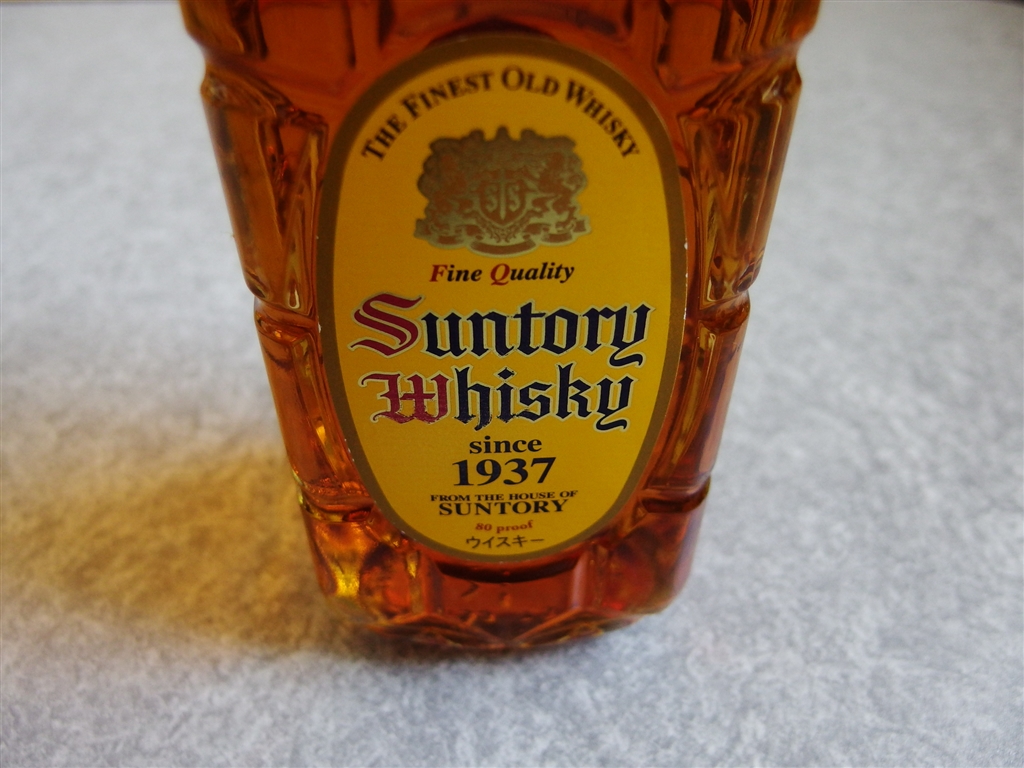 THE FINEST OLD WHISKY
STS
Fine Quality
Suntory
Whisky
since
1937
FROM THE HOUSE OF
SUNTORY
80 proof
ウイスキー